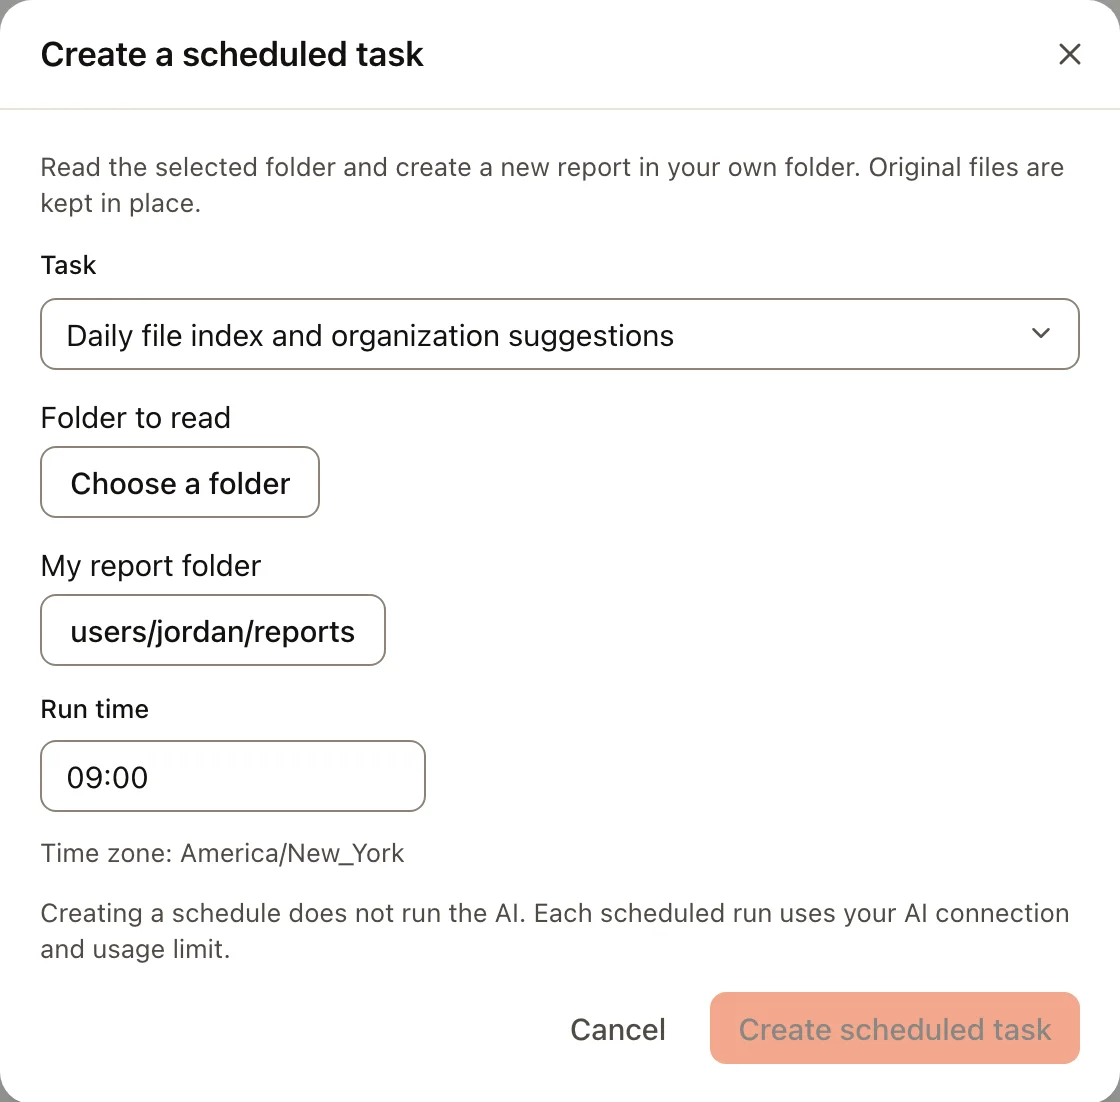 Create a scheduled task
Read the selected folder and create a new report in your own folder. Original files are
kept in place.
Task
Daily file index and organization suggestions
Folder to read
Choose a folder
My report folder
users/jordan/reports
Run time
09:00
Time zone: America/New_York
Creating a schedule does not run the AI. Each scheduled run uses your AI connection
and usage limit.
Cancel
Create scheduled task